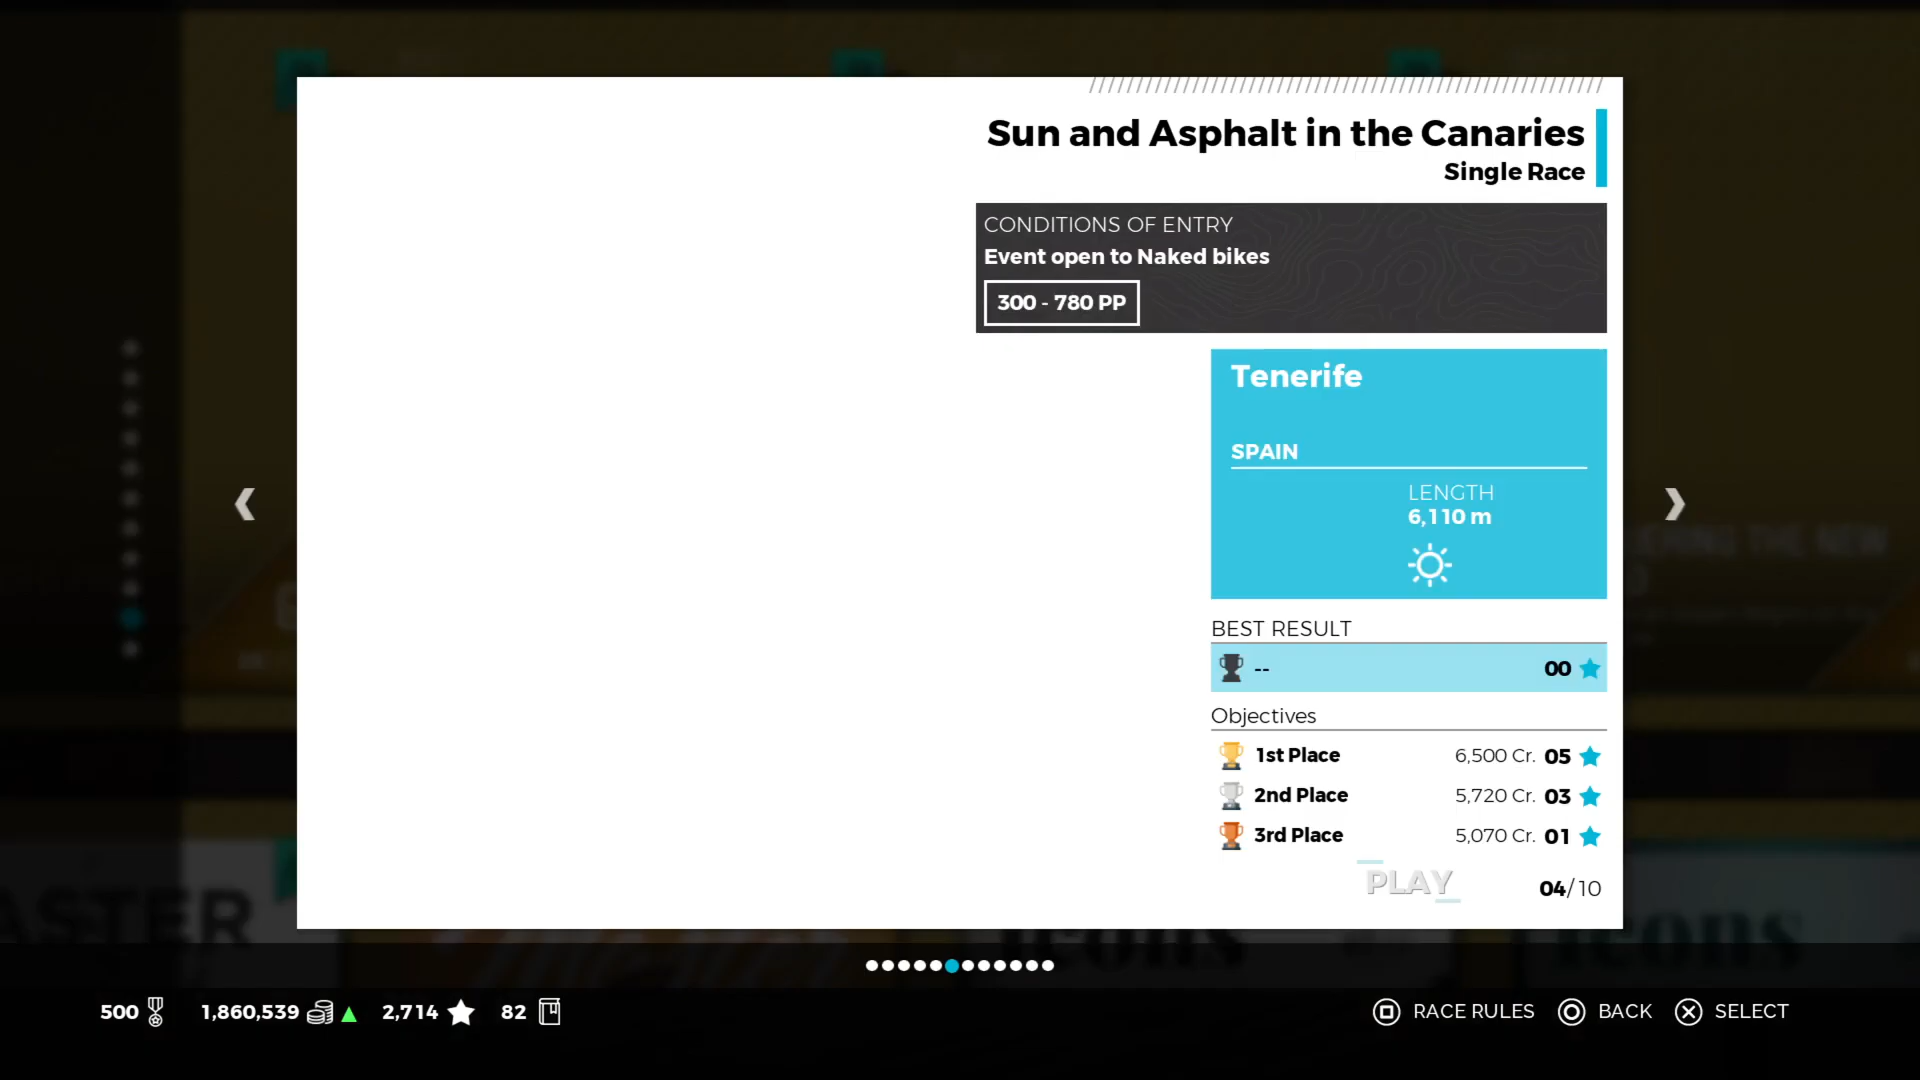 Sun and Asphalt in the Canaries
Single Race
CONDITIONS OF ENTRY
Event open to Naked bikes
300 - 780 PP
Tenerife
SPAIN
LENGTH
6,110 m
BEST RESULT
-- 00
Objectives
1st Place 6,500 Cr. 05
2nd Place 5,720 Cr. 03
3rd Place 5,070 Cr. 01
PLAY 04/10
ASTER
Icons
Icons
500 1,860,539 2,714 82 RACE RULES BACK SELECT